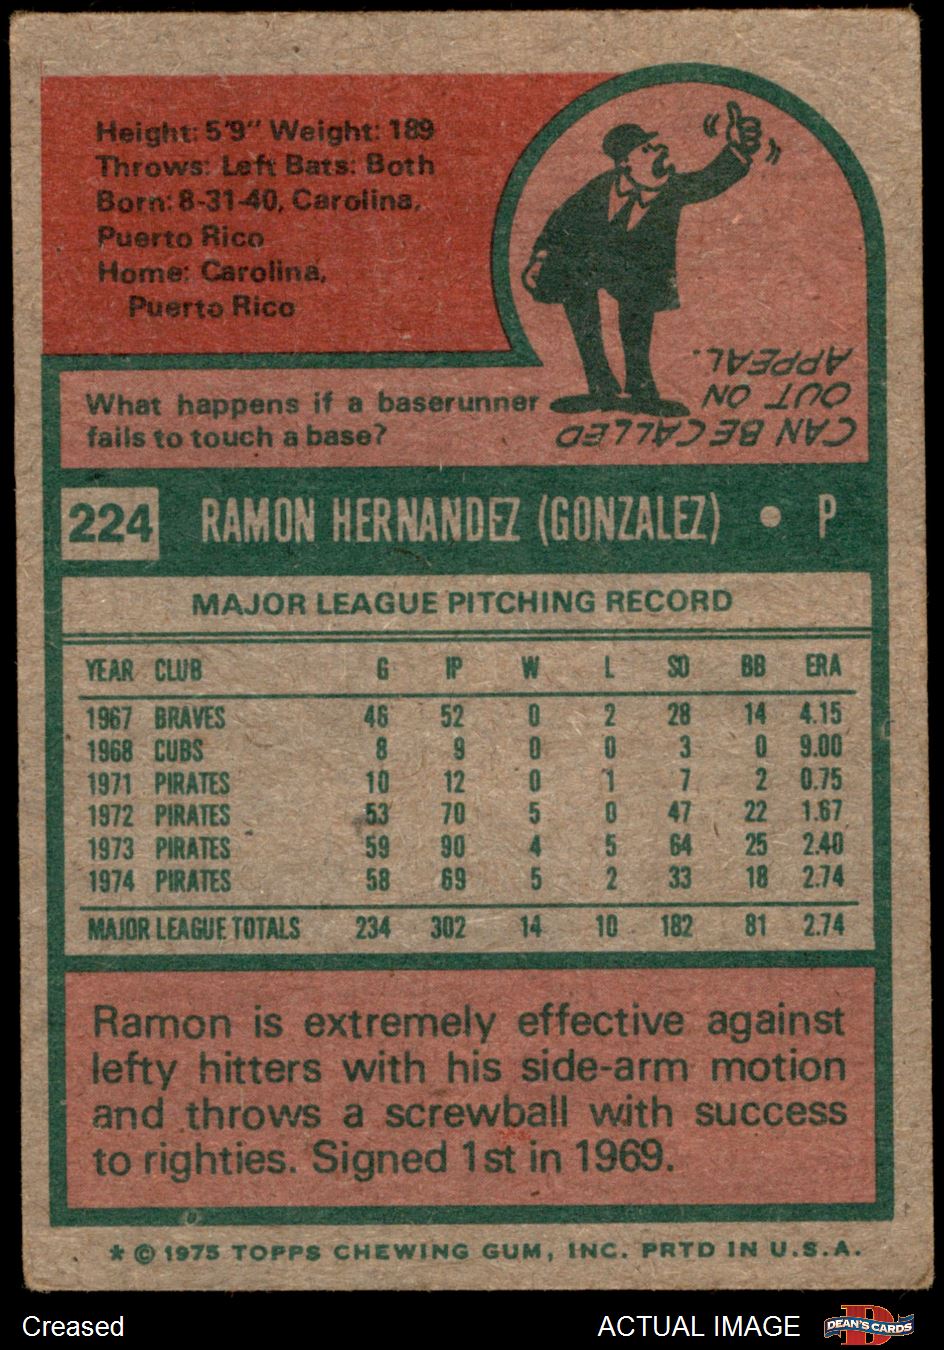 Height: 5'9" Weight: 189
Throws: Left Bats: Both
Born: 8-31-40, Carolina,
Puerto Rico
Home: Carolina,
Puerto Rico
What happens if a baserunner
fails to touch a base?
CAN BE CALLED
OUT ON
APPEAL.
224 RAMON HERNANDEZ (GONZALEZ) • P
MAJOR LEAGUE PITCHING RECORD
YEAR CLUB G IP W L SO BB ERA
1967 BRAVES 46 52 0 2 28 14 4.15
1968 CUBS 8 9 0 0 3 0 9.00
1971 PIRATES 10 12 0 1 7 2 0.75
1972 PIRATES 53 70 5 0 47 22 1.67
1973 PIRATES 59 90 4 5 64 25 2.40
1974 PIRATES 58 69 5 2 33 18 2.74
MAJOR LEAGUE TOTALS 234 302 14 10 182 81 2.74
Ramon is extremely effective against
lefty hitters with his side-arm motion
and throws a screwball with success
to righties. Signed 1st in 1969.
* © 1975 TOPPS CHEWING GUM, INC. PRTD IN U.S.A.
Creased
ACTUAL IMAGE
D
DEAN'S CARDS